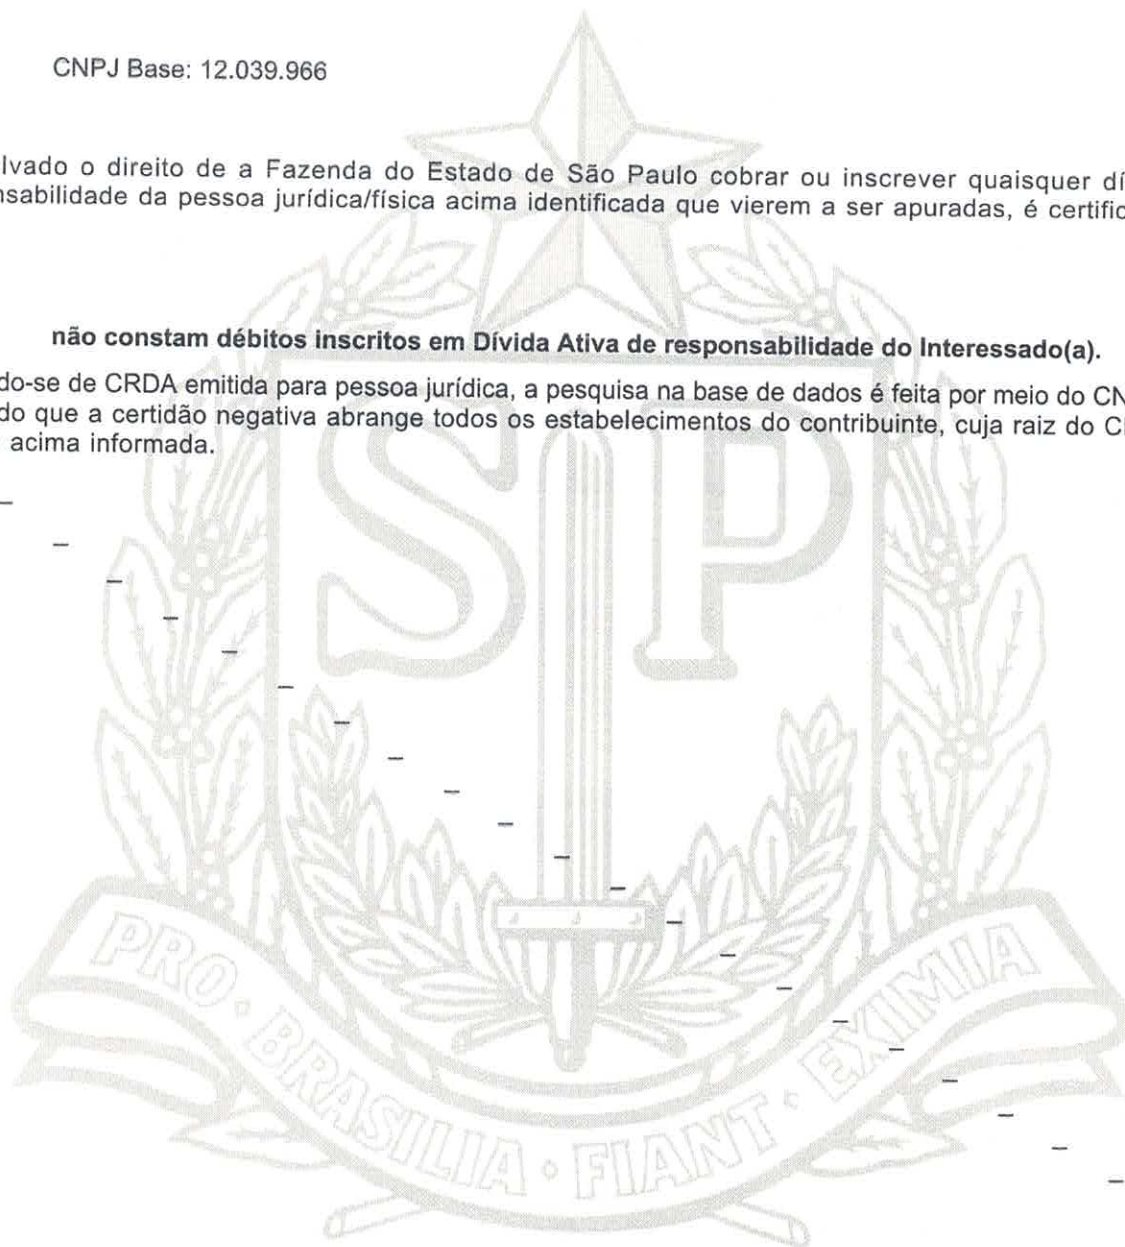 CNPJ Base: 12.039.966
lvado o direito de a Fazenda do Estado de São Paulo cobrar ou inscrever quaisquer dí
nsabilidade da pessoa jurídica/física acima identificada que vierem a ser apuradas, é certific
não constam débitos inscritos em Dívida Ativa de responsabilidade do Interessado(a).
do-se de CRDA emitida para pessoa jurídica, a pesquisa na base de dados é feita por meio do CN
do que a certidão negativa abrange todos os estabelecimentos do contribuinte, cuja raiz do C
acima informada.
SP
PRO · BRASILIA · FIANT · EXIMIA